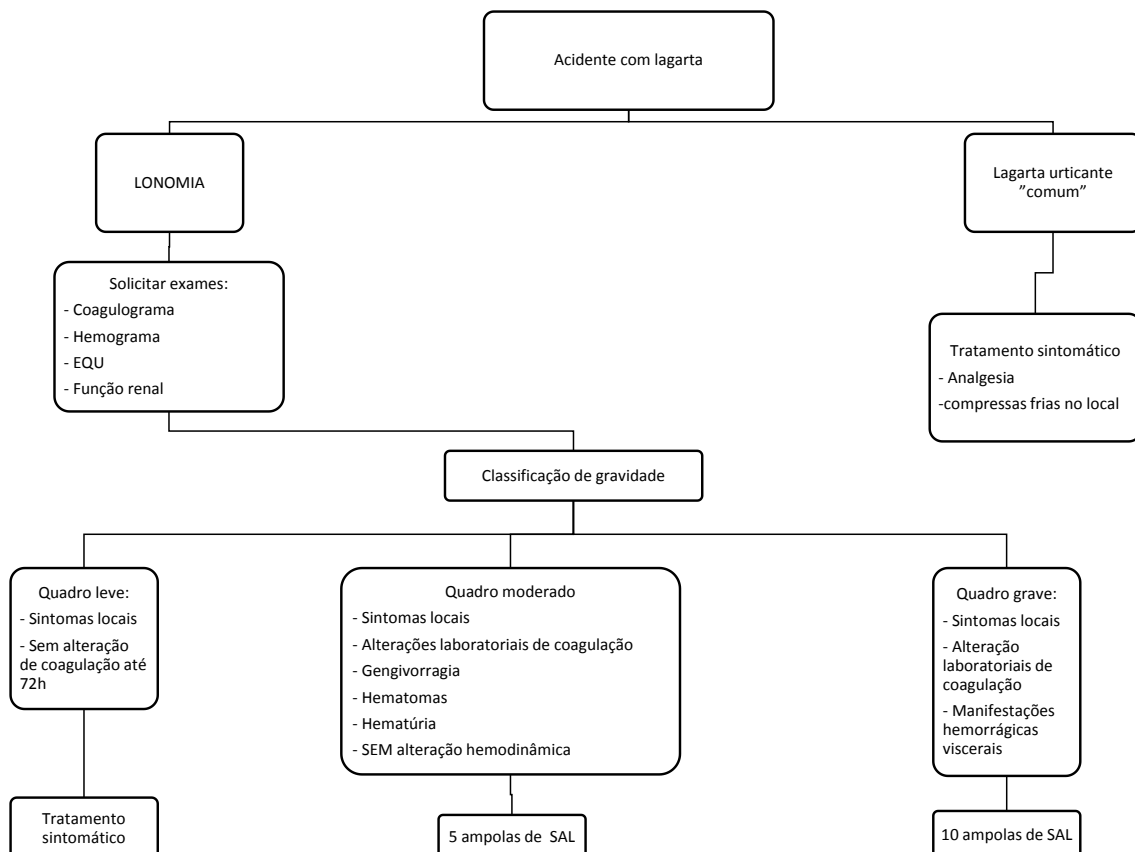 Acidente com lagarta
LONOMIA
Lagarta urticante
”comum”
Solicitar exames:
- Coagulograma
- Hemograma
- EQU
- Função renal
Tratamento sintomático
- Analgesia
-compressas frias no local
Classificação de gravidade
Quadro leve:
- Sintomas locais
- Sem alteração
de coagulação até
72h
Quadro moderado
- Sintomas locais
- Alterações laboratoriais de coagulação
- Gengivorragia
- Hematomas
- Hematúria
- SEM alteração hemodinâmica
Quadro grave:
- Sintomas locais
- Alteração
laboratoriais de
coagulação
- Manifestações
hemorrágicas
viscerais
Tratamento
sintomático
5 ampolas de SAL
10 ampolas de SAL